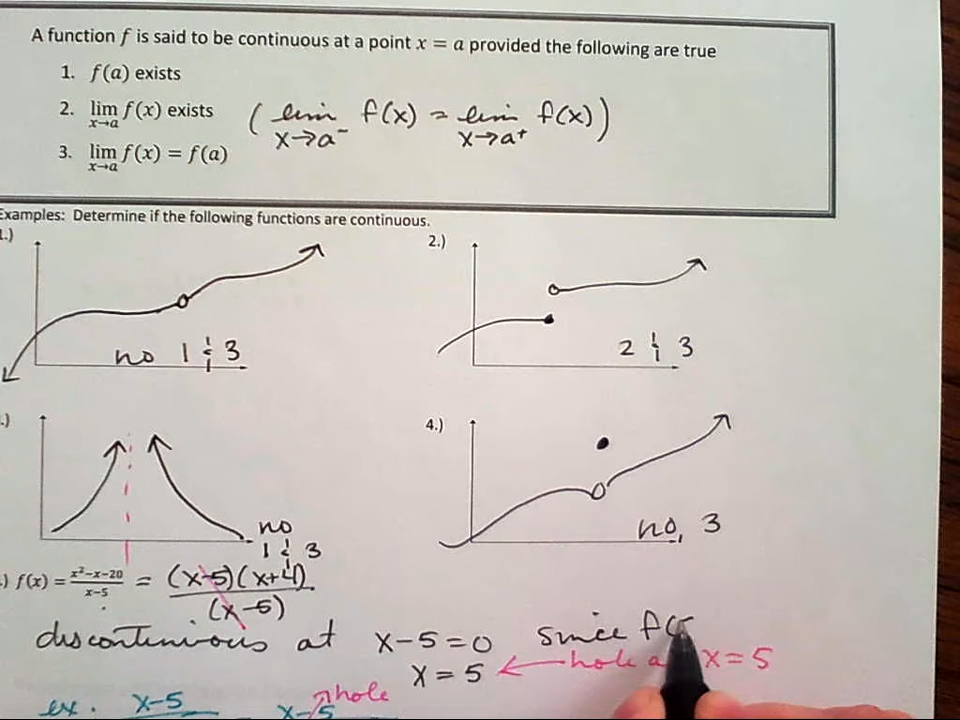 A function f is said to be continuous at a point x = a provided the following are true
1. f(a) exists
2. lim x→a f(x) exists ( lim x→a⁻ f(x) = lim x→a⁺ f(x) )
3. lim x→a f(x) = f(a)
Examples: Determine if the following functions are continuous.
.) 2.)
no 1 & 3
2 & 3
.) 4.)
no
1 & 3
no, 3
.) f(x) = x²-x-20 / x-5 = (x-5)(x+4) / (x-5)
discontinuous at x-5=0 since f(5
x = 5 ← hole a x=5
ex. x-5 hole
x-5